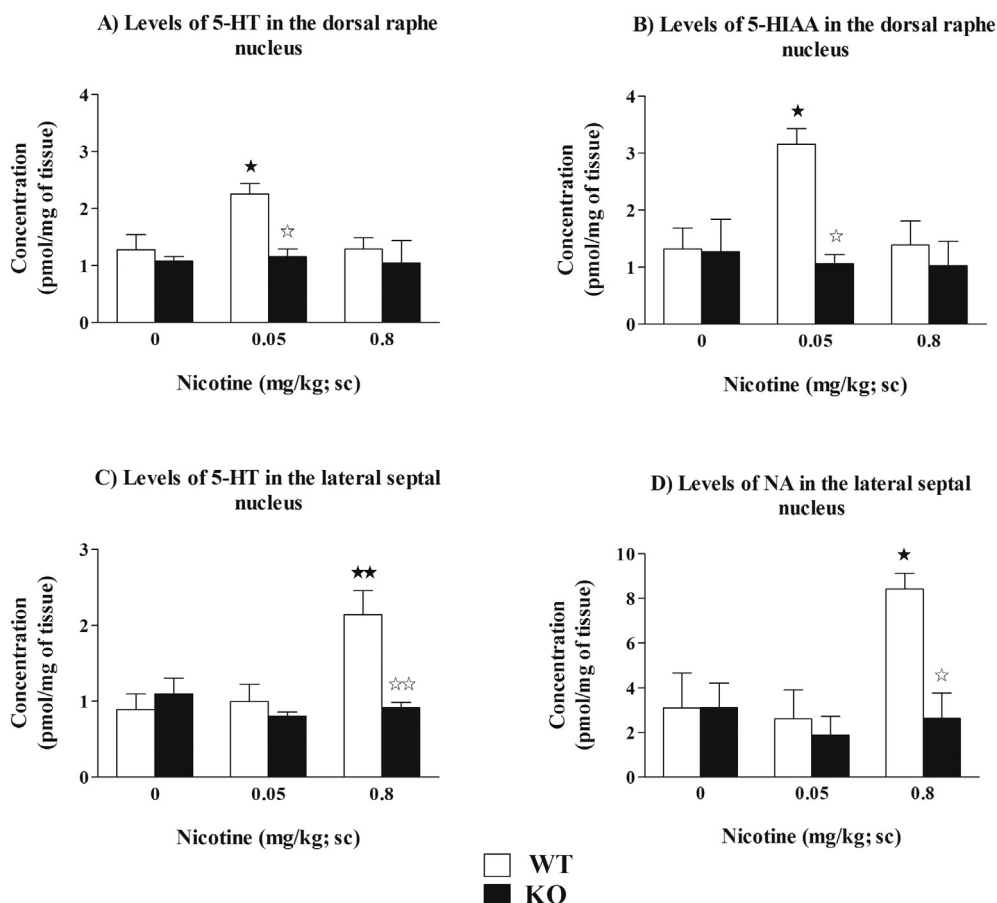 A) Levels of 5-HT in the dorsal raphe
nucleus
Concentration
(pmol/mg of tissue)
4
3
2
1
0
★
☆
0 0.05 0.8
Nicotine (mg/kg; sc)
B) Levels of 5-HIAA in the dorsal raphe
nucleus
Concentration
(pmol/mg of tissue)
4
3
2
1
0
★
☆
0 0.05 0.8
Nicotine (mg/kg; sc)
C) Levels of 5-HT in the lateral septal
nucleus
Concentration
(pmol/mg of tissue)
3
2
1
0
★★
☆☆
0 0.05 0.8
Nicotine (mg/kg; sc)
D) Levels of NA in the lateral septal
nucleus
Concentration
(pmol/mg of tissue)
10
8
6
4
2
0
★
☆
0 0.05 0.8
Nicotine (mg/kg; sc)
WT
KO